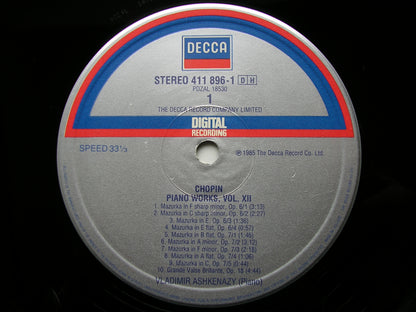 DECCA
STEREO 411 896-1 DH
PDZAL 18530
1
THE DECCA RECORD COMPANY LIMITED
DIGITAL
RECORDING
SPEED 33⅓
℗ 1985 The Decca Record Co. Ltd.
CHOPIN
PIANO WORKS, VOL. XII
1. Mazurka in F sharp minor, Op. 6/1 (3:13)
2. Mazurka in C sharp minor, Op. 6/2 (2:27)
3. Mazurka in E, Op. 6/3 (1:36)
4. Mazurka in E flat, Op. 6/4 (0:57)
5. Mazurka in B flat, Op. 7/1 (1:45)
6. Mazurka in A minor, Op. 7/2 (3:12)
7. Mazurka in F minor, Op. 7/3 (2:18)
8. Mazurka in A flat, Op. 7/4 (1:06)
9. Mazurka in C, Op. 7/5 (0:44)
10. Grande Valse Brillante, Op. 18 (4:44)
VLADIMIR ASHKENAZY (Piano)